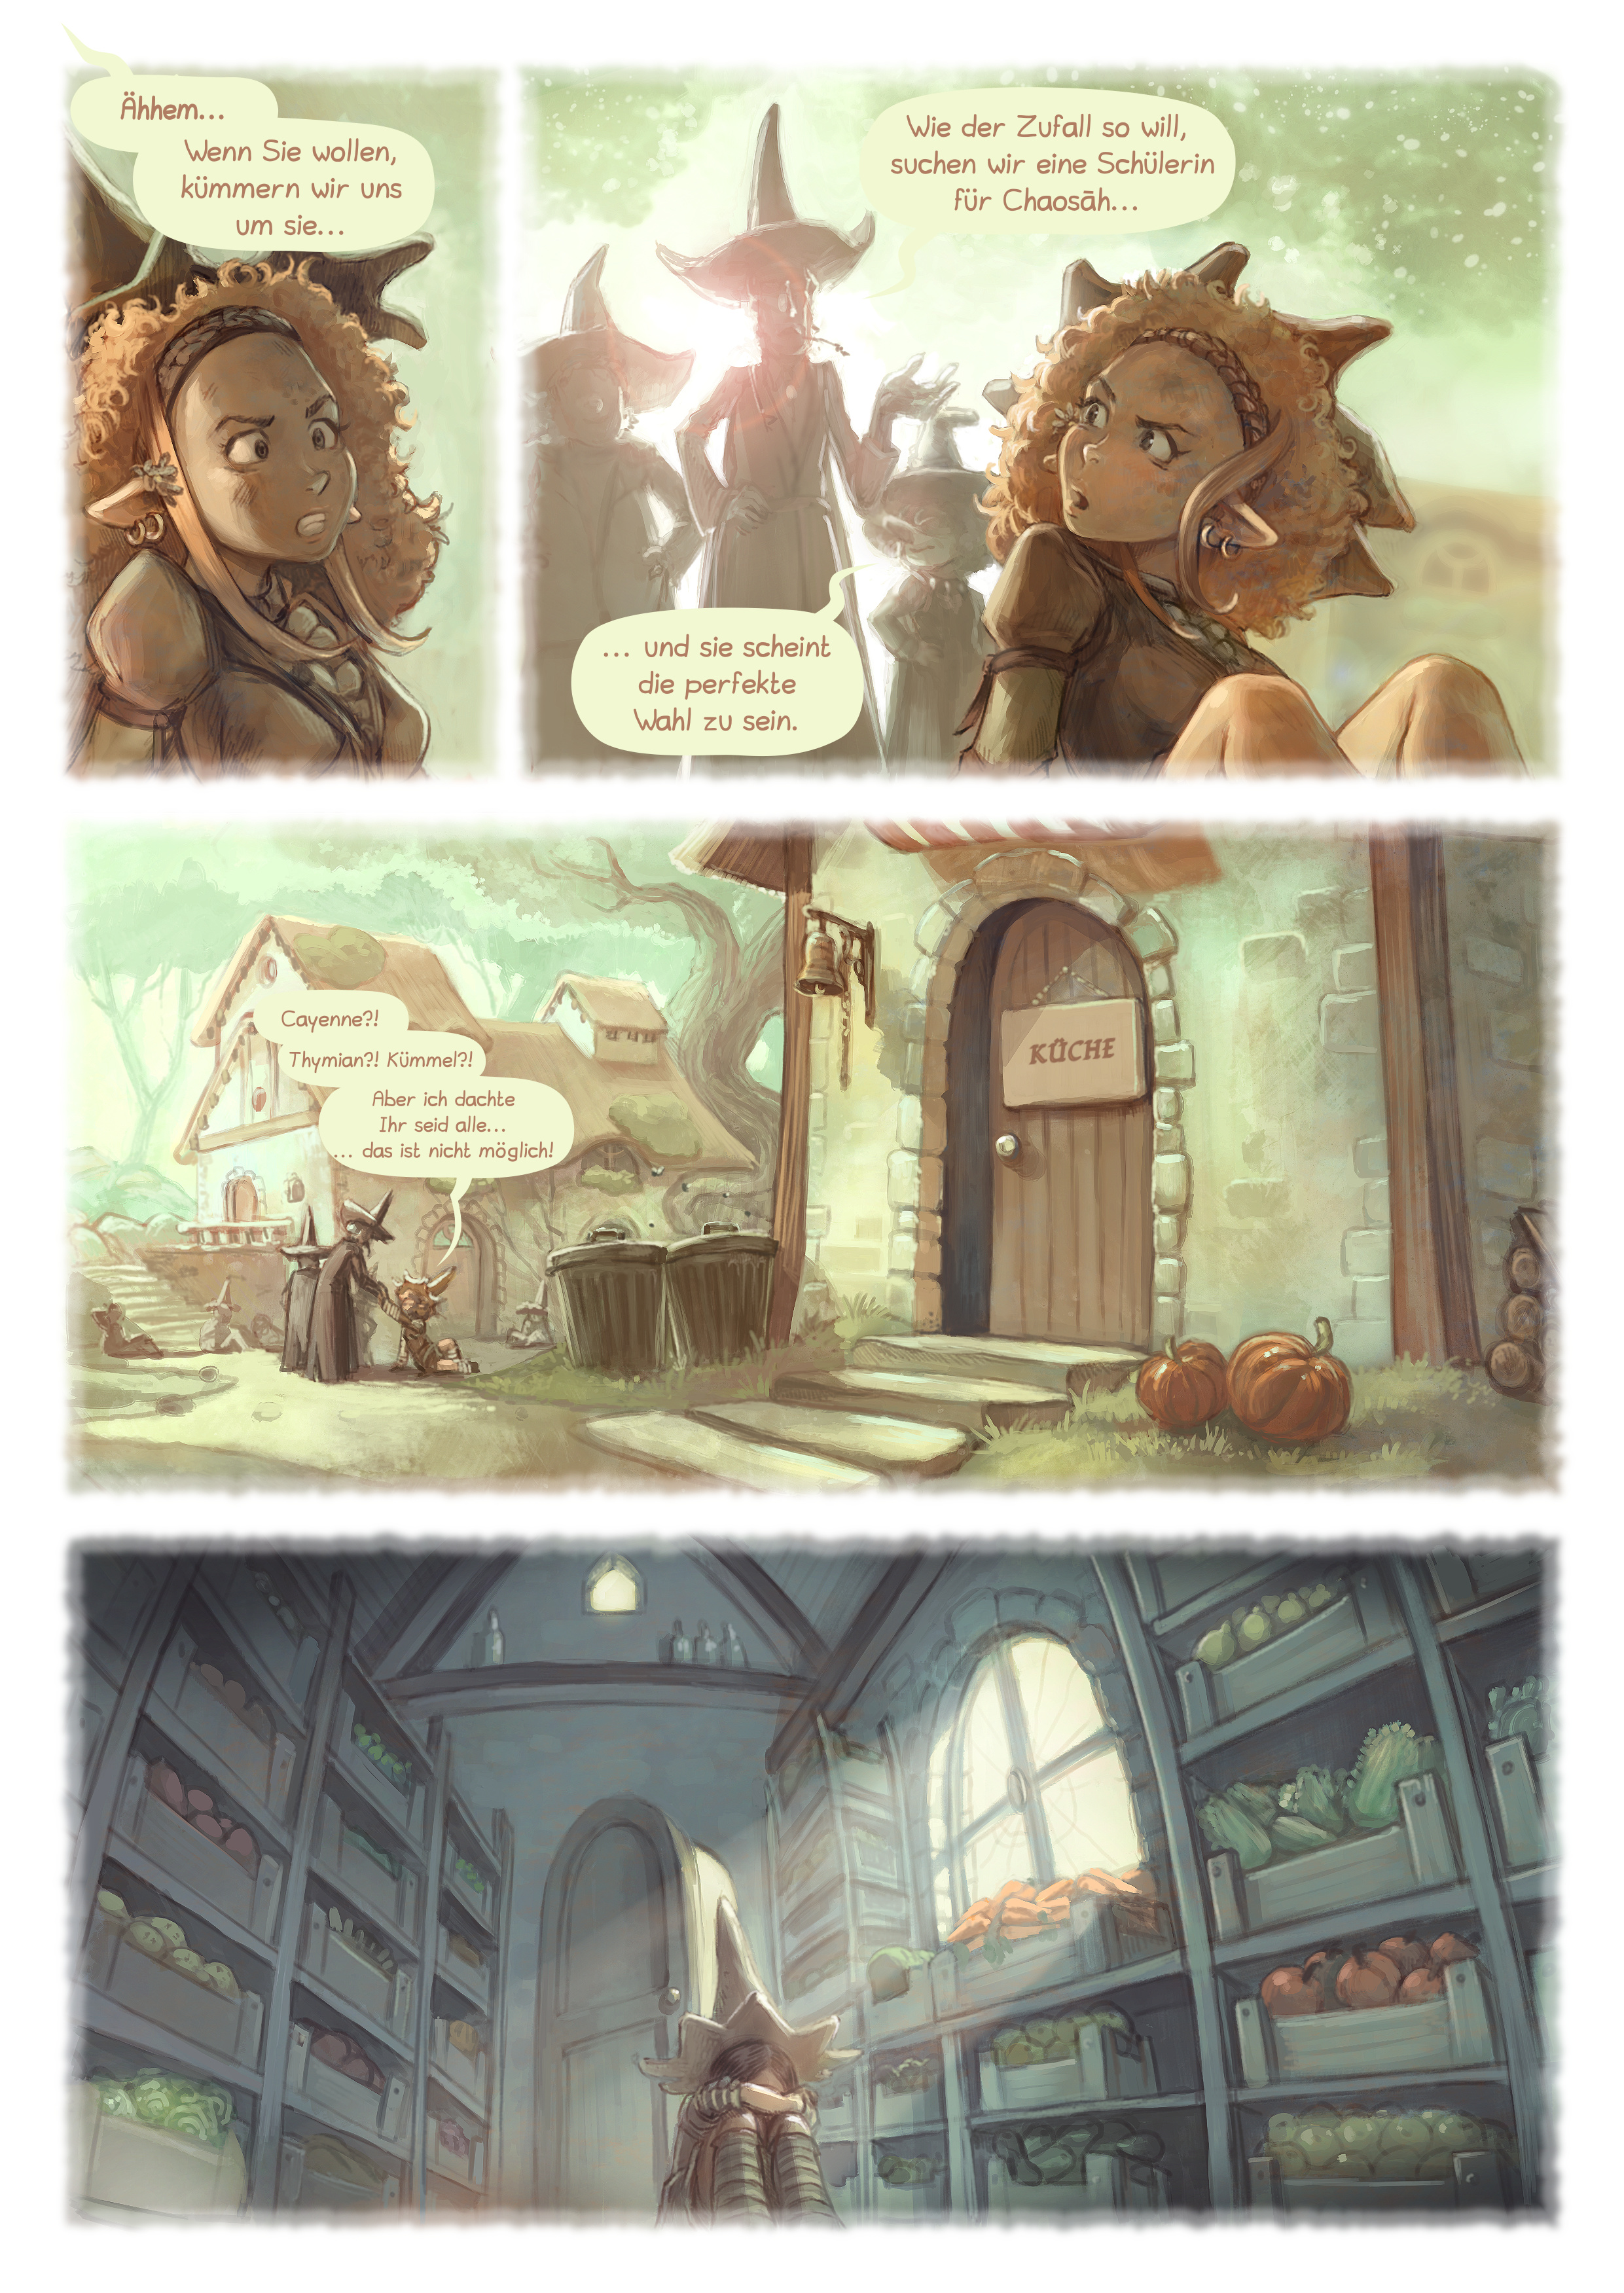 Ähhem...
Wenn Sie wollen,
kümmern wir uns
um sie...
Wie der Zufall so will,
suchen wir eine Schülerin
für Chaosāh...
... und sie scheint
die perfekte
Wahl zu sein.
Cayenne?!
Thymian?! Kümmel?!
Aber ich dachte
Ihr seid alle...
... das ist nicht möglich!
KÜCHE